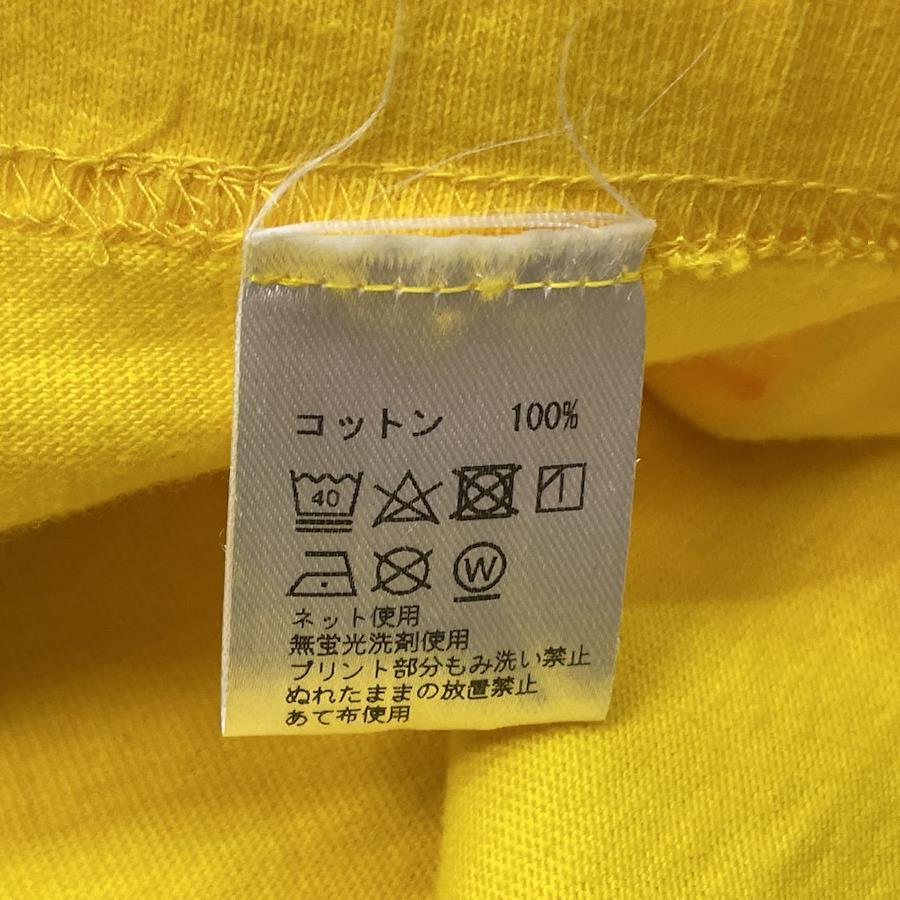 コットン 100%
40
W
ネット使用
無蛍光洗剤使用
プリント部分もみ洗い禁止
ぬれたままの放置禁止
あて布使用